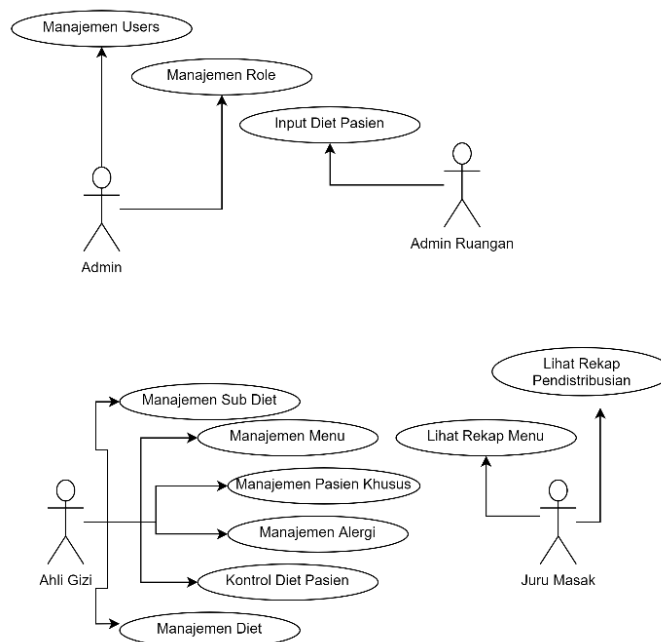 Manajemen Users
Manajemen Role
Input Diet Pasien
Admin
Admin Ruangan
Lihat Rekap
Pendistribusian
Manajemen Sub Diet
Manajemen Menu
Lihat Rekap Menu
Manajemen Pasien Khusus
Manajemen Alergi
Ahli Gizi
Kontrol Diet Pasien
Juru Masak
Manajemen Diet